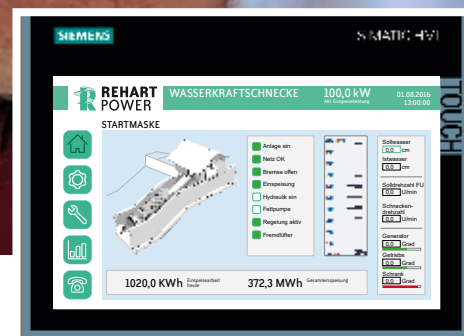 SIEMENS
SIMATIC HMI
TOUCH
REHART
POWER
WASSERKRAFTSCHNECKE
100,0 kW
Akt. Einspeiseleistung
01.08.2016
13:00:00
STARTMASKE
Anlage ein
Netz OK
Bremse offen
Einspeisung
Hydraulik ein
Fettpumpe
Regelung aktiv
Fremdlüfter
Sollwasser
0,0 cm
Istwasser
0,0 cm
Solldrehzahl FU
0,0 U/min
Schnecken-
drehzahl
0,0 U/min
Generator
0,0 Grad
Getriebe
0,0 Grad
Schrank
0,0 Grad
1020,0 KWh
Einspeisearbeit
heute
372,3 MWh
Gesamteinspeisung